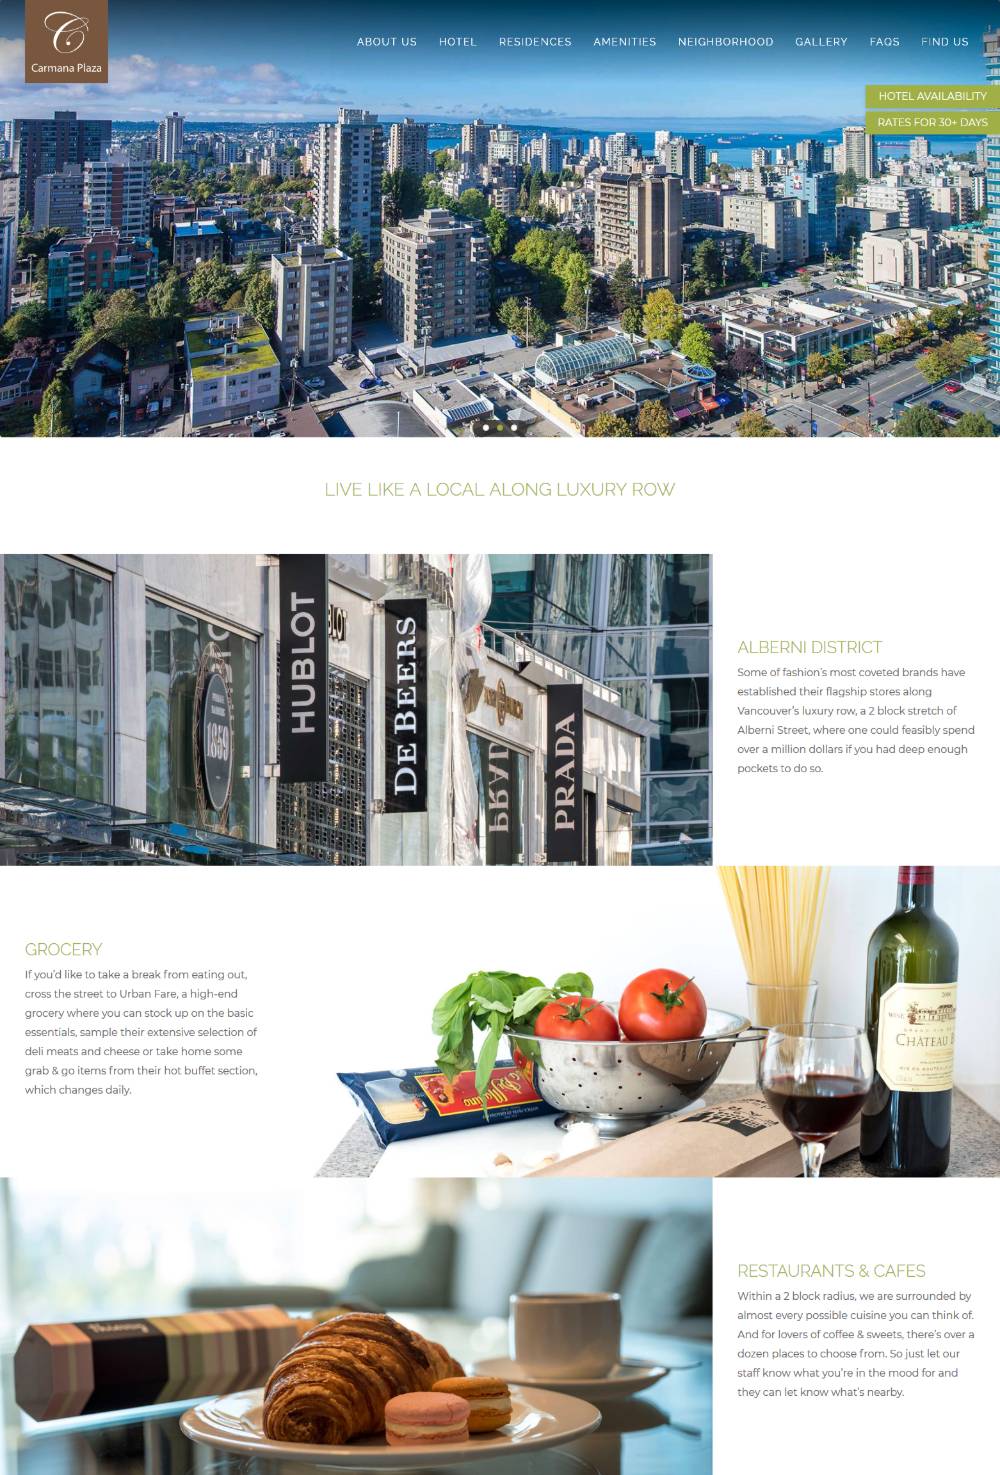 Carmana Plaza
ABOUT US HOTEL RESIDENCES AMENITIES NEIGHBORHOOD GALLERY FAQS FIND US
HOTEL AVAILABILITY
RATES FOR 30+ DAYS
LIVE LIKE A LOCAL ALONG LUXURY ROW
HUBLOT
DE BEERS
PRADA
1859
ALBERNI DISTRICT
Some of fashion's most coveted brands have
established their flagship stores along
Vancouver's luxury row, a 2 block stretch of
Alberni Street, where one could feasibly spend
over a million dollars if you had deep enough
pockets to do so.
GROCERY
If you'd like to take a break from eating out,
cross the street to Urban Fare, a high-end
grocery where you can stock up on the basic
essentials, sample their extensive selection of
deli meats and cheese or take home some
grab & go items from their hot buffet section,
which changes daily.
WINE
CHATEAU
RESTAURANTS & CAFES
Within a 2 block radius, we are surrounded by
almost every possible cuisine you can think of.
And for lovers of coffee & sweets, there's over a
dozen places to choose from. So just let our
staff know what you're in the mood for and
they can let know what's nearby.